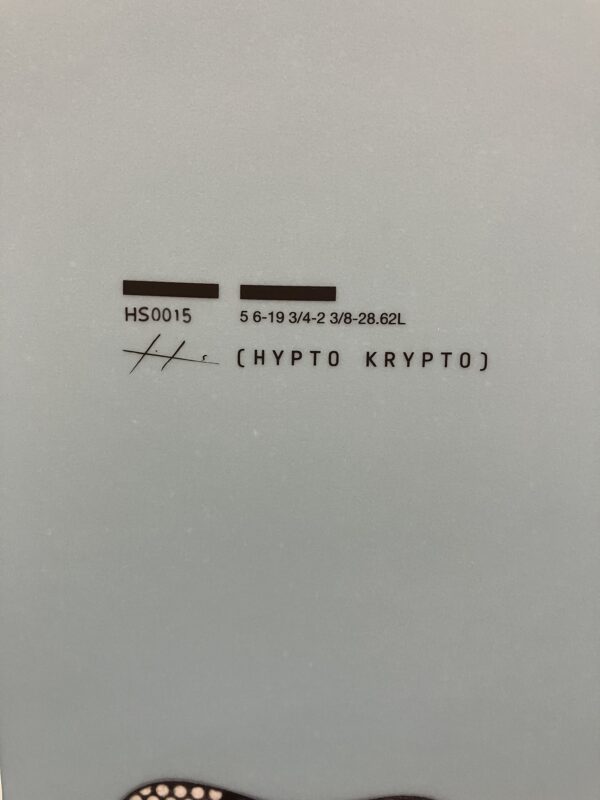 HS0015 5 6-19 3/4-2 3/8-28.62L
(HYPTO KRYPTO)